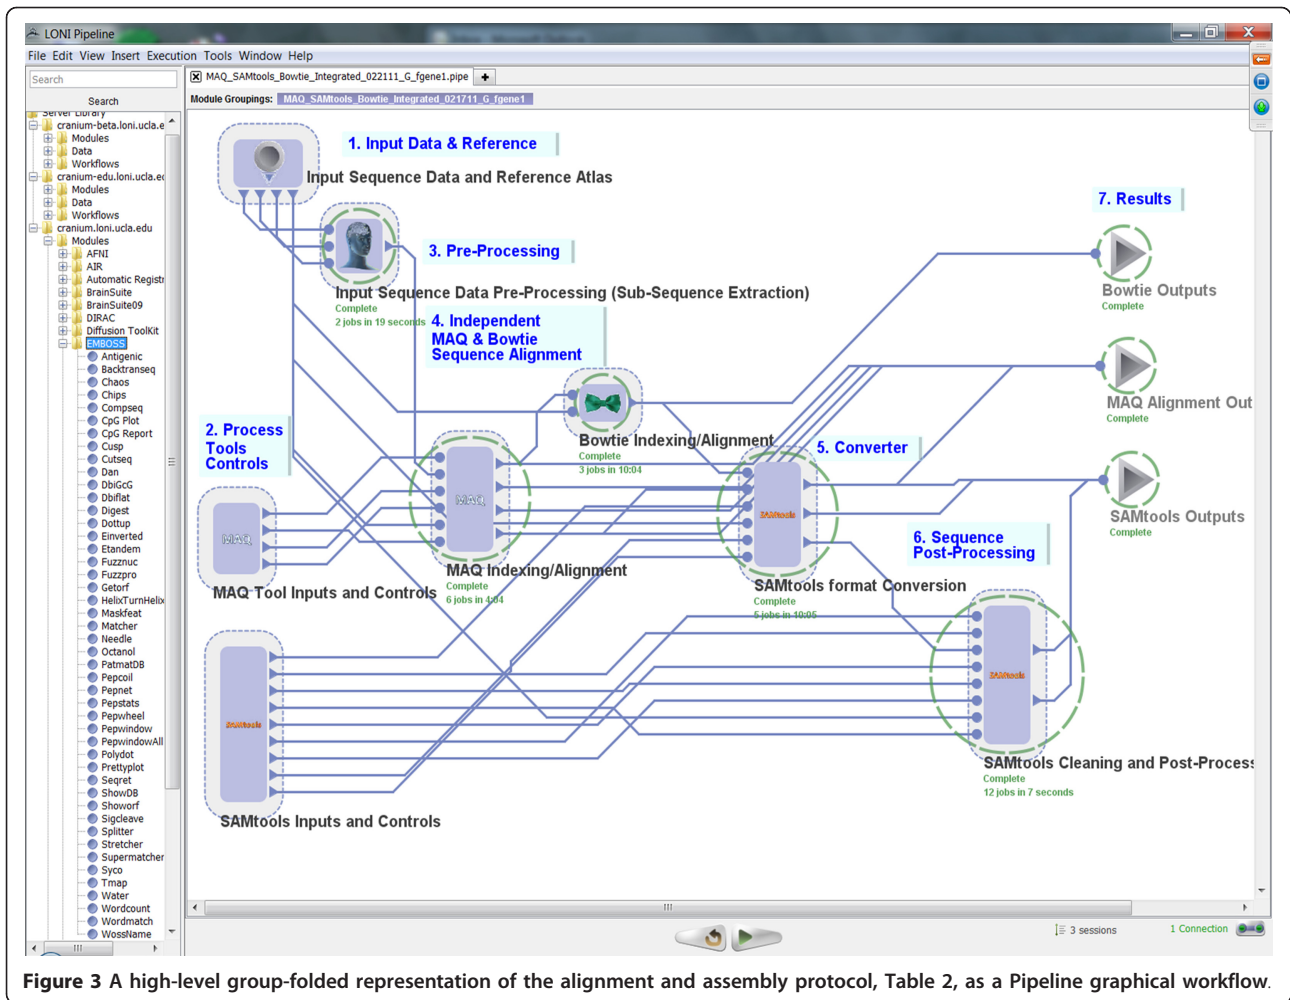 LONI Pipeline
File Edit View Insert Execution Tools Window Help
Search
Search
Server Library
cranium-beta.loni.ucla.e
Modules
Data
Workflows
cranium-edu.loni.ucla.ed
Modules
Data
Workflows
cranium.loni.ucla.edu
Modules
AFNI
AIR
Automatic Registr
BrainSuite
BrainSuite09
DIRAC
Diffusion ToolKit
EMBOSS
Antigenic
Backtranseq
Chaos
Chips
Compseq
CpG Plot
CpG Report
Cusp
Cutseq
Dan
DbiGcG
Dbiflat
Digest
Dottup
Einverted
Etandem
Fuzznuc
Fuzzpro
Getorf
HelixTurnHelix
Maskfeat
Matcher
Needle
Octanol
PatmatDB
Pepcoil
Pepnet
Pepstats
Pepwheel
Pepwindow
PepwindowAll
Polydot
Prettyplot
Seqret
ShowDB
Showorf
Sigcleave
Splitter
Stretcher
Supermatcher
Syco
Tmap
Water
Wordcount
Wordmatch
WossName
MAQ_SAMtools_Bowtie_Integrated_022111_G_fgene1.pipe
Module Groupings: MAQ_SAMtools_Bowtie_Integrated_021711_G_fgene1
1. Input Data & Reference
Input Sequence Data and Reference Atlas
3. Pre-Processing
Input Sequence Data Pre-Processing (Sub-Sequence Extraction)
Complete
2 jobs in 19 seconds
4. Independent
MAQ & Bowtie
Sequence Alignment
Bowtie Indexing/Alignment
Complete
3 jobs in 10:04
2. Process
Tools
Controls
MAQ
MAQ Tool Inputs and Controls
MAQ
MAQ Indexing/Alignment
Complete
6 jobs in 4:04
5. Converter
SAMtools
SAMtools format Conversion
Complete
5 jobs in 10:05
6. Sequence
Post-Processing
SAMtools
SAMtools Cleaning and Post-Process
Complete
12 jobs in 7 seconds
SAMtools
SAMtools Inputs and Controls
7. Results
Bowtie Outputs
Complete
MAQ Alignment Out
Complete
SAMtools Outputs
Complete
3 sessions
1 Connection
Figure 3 A high-level group-folded representation of the alignment and assembly protocol, Table 2, as a Pipeline graphical workflow.